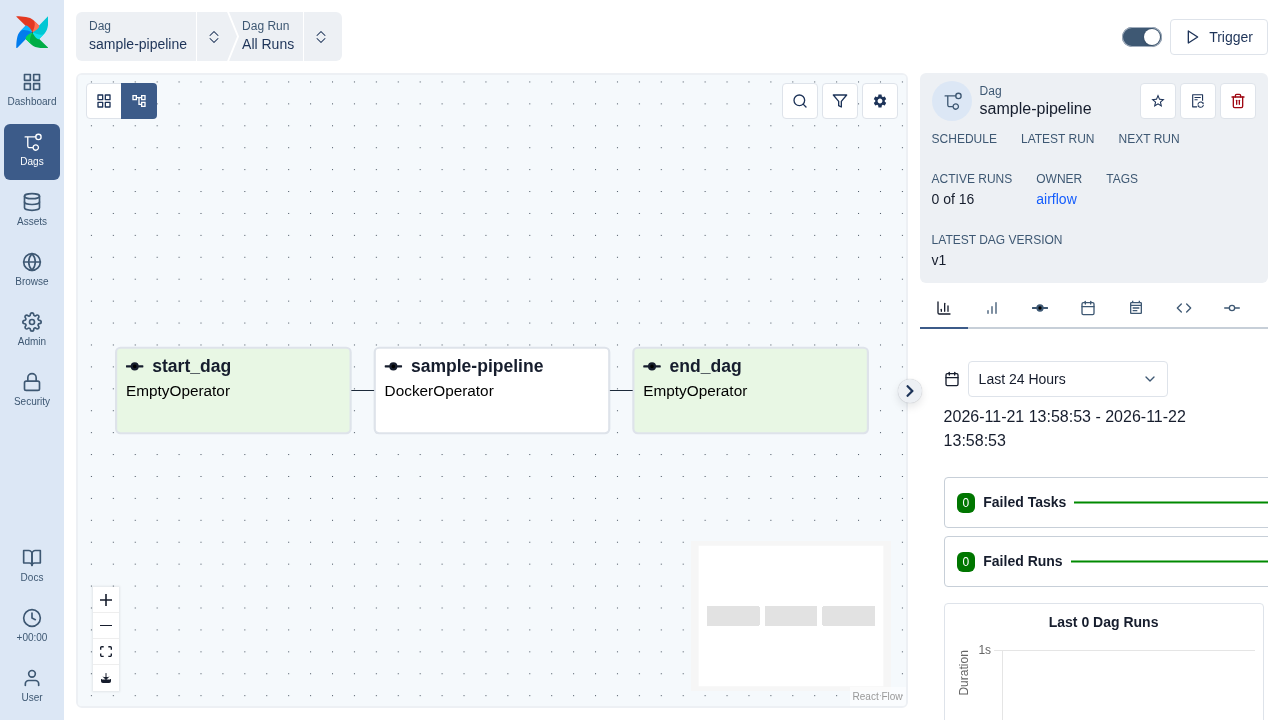 Dag
sample-pipeline
Dag Run
All Runs
Trigger
Dashboard
Dags
Assets
Browse
Admin
Security
Docs
+00:00
User
start_dag
EmptyOperator
sample-pipeline
DockerOperator
end_dag
EmptyOperator
React Flow
Dag
sample-pipeline
SCHEDULE LATEST RUN NEXT RUN
ACTIVE RUNS OWNER TAGS
0 of 16 airflow
LATEST DAG VERSION
v1
Last 24 Hours
2026-11-21 13:58:53 - 2026-11-22
13:58:53
0 Failed Tasks
0 Failed Runs
Last 0 Dag Runs
1s
Duration